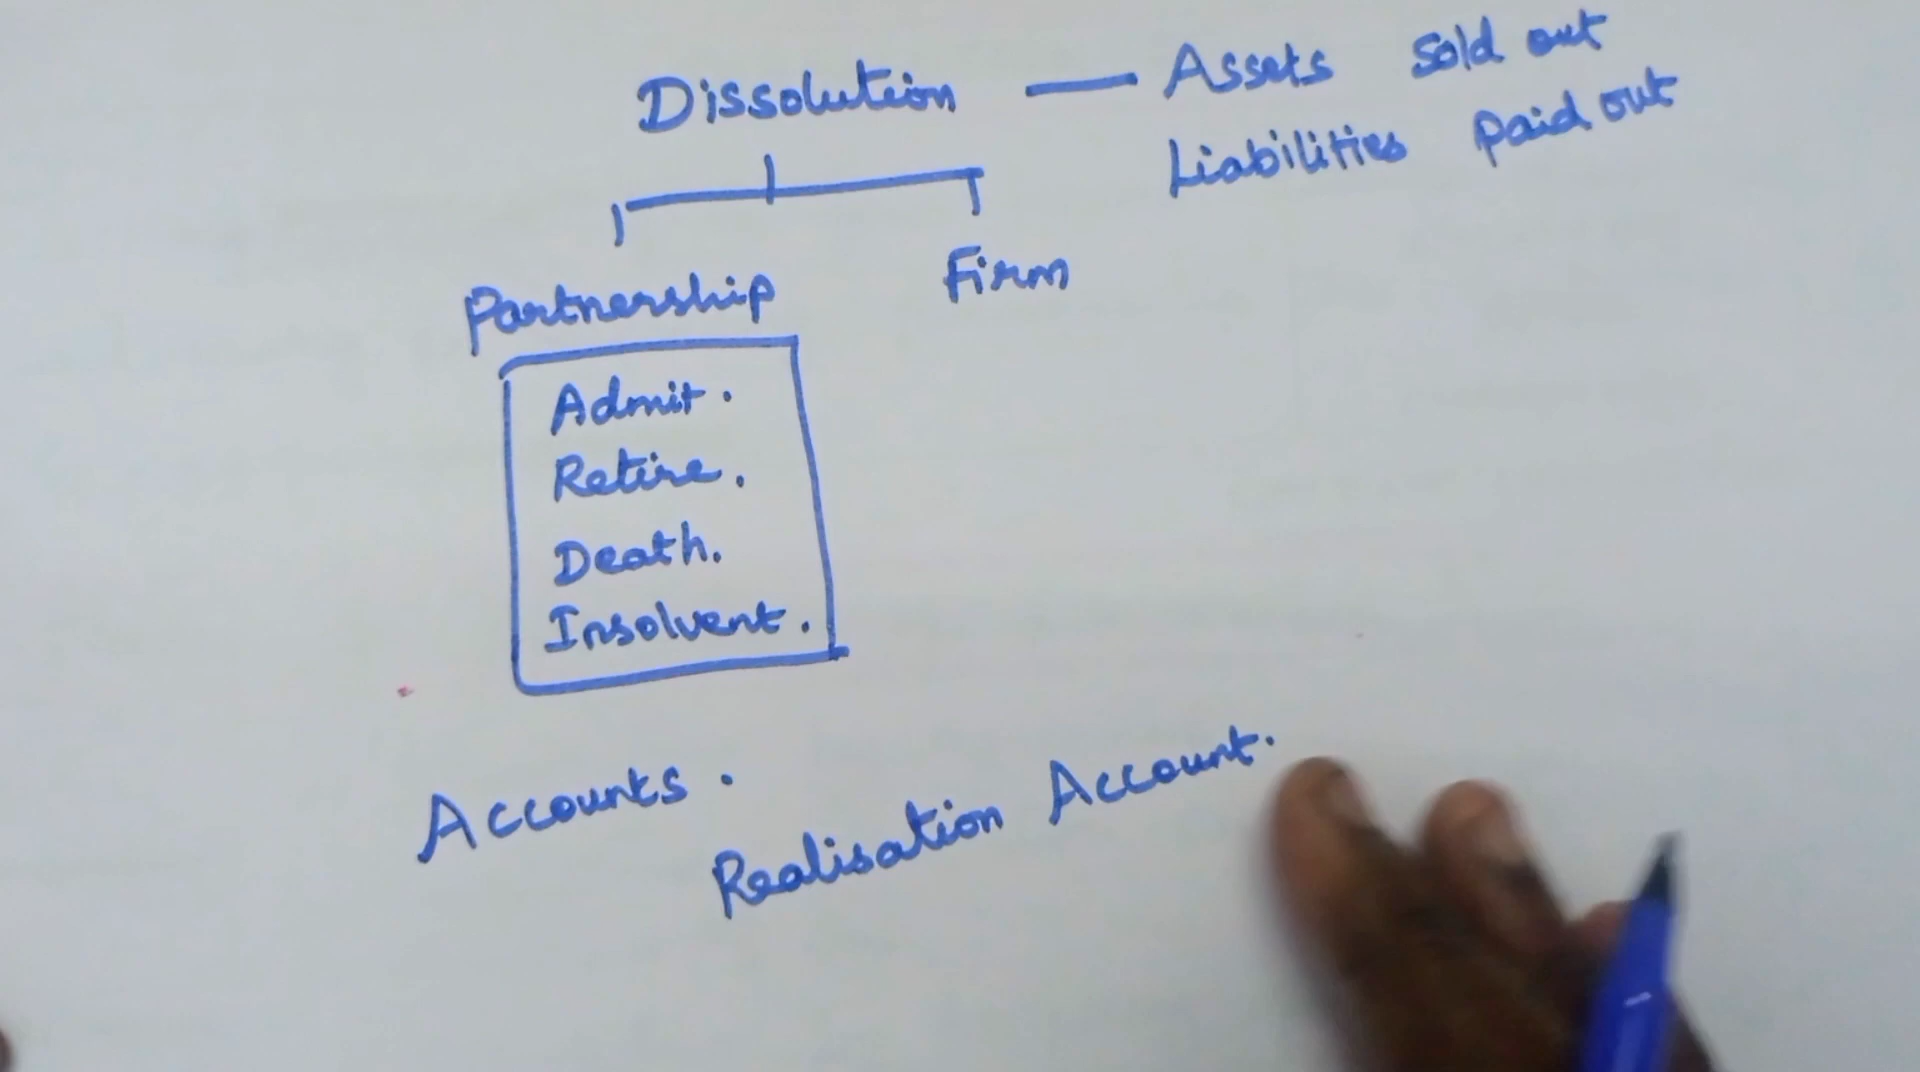 Dissolution — Assets sold out
Liabilities paid out
Partnership Firm
Admit.
Retire.
Death.
Insolvent.
Accounts.
Realisation Account.